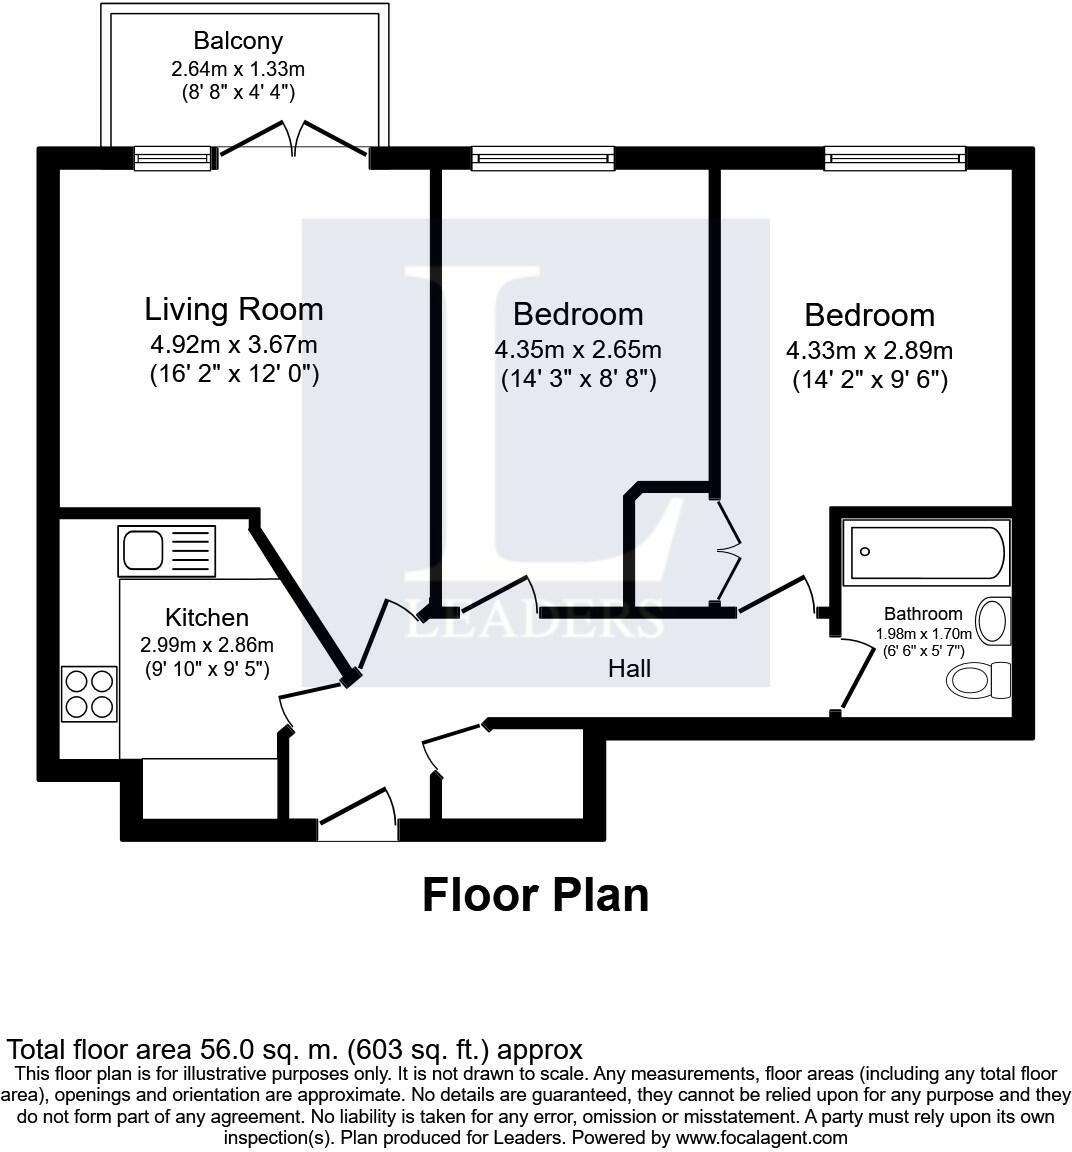 Balcony
2.64m x 1.33m
(8' 8" x 4' 4")
Living Room
4.92m x 3.67m
(16' 2" x 12' 0")
Bedroom
4.35m x 2.65m
(14' 3" x 8' 8")
Bedroom
4.33m x 2.89m
(14' 2" x 9' 6")
L
LEADERS
Kitchen
2.99m x 2.86m
(9' 10" x 9' 5")
Bathroom
1.98m x 1.70m
(6' 6" x 5' 7")
Hall
Floor Plan
Total floor area 56.0 sq. m. (603 sq. ft.) approx
This floor plan is for illustrative purposes only. It is not drawn to scale. Any measurements, floor areas (including any total floor
area), openings and orientation are approximate. No details are guaranteed, they cannot be relied upon for any purpose and they
do not form part of any agreement. No liability is taken for any error, omission or misstatement. A party must rely upon its own
inspection(s). Plan produced for Leaders. Powered by www.focalagent.com